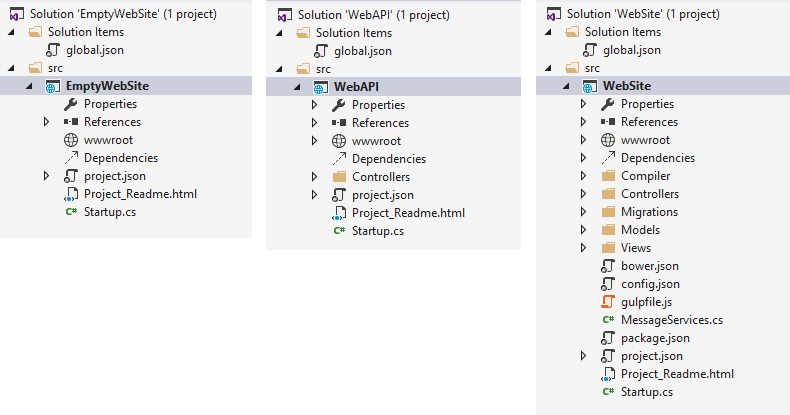 Solution 'EmptyWebSite' (1 project)
Solution Items
global.json
src
EmptyWebSite
Properties
References
wwwroot
Dependencies
project.json
Project_Readme.html
C# Startup.cs
Solution 'WebAPI' (1 project)
Solution Items
global.json
src
WebAPI
Properties
References
wwwroot
Dependencies
Controllers
project.json
Project_Readme.html
C# Startup.cs
Solution 'WebSite' (1 project)
Solution Items
global.json
src
WebSite
Properties
References
wwwroot
Dependencies
Compiler
Controllers
Migrations
Models
Views
bower.json
config.json
gulpfile.js
C# MessageServices.cs
package.json
project.json
Project_Readme.html
C# Startup.cs